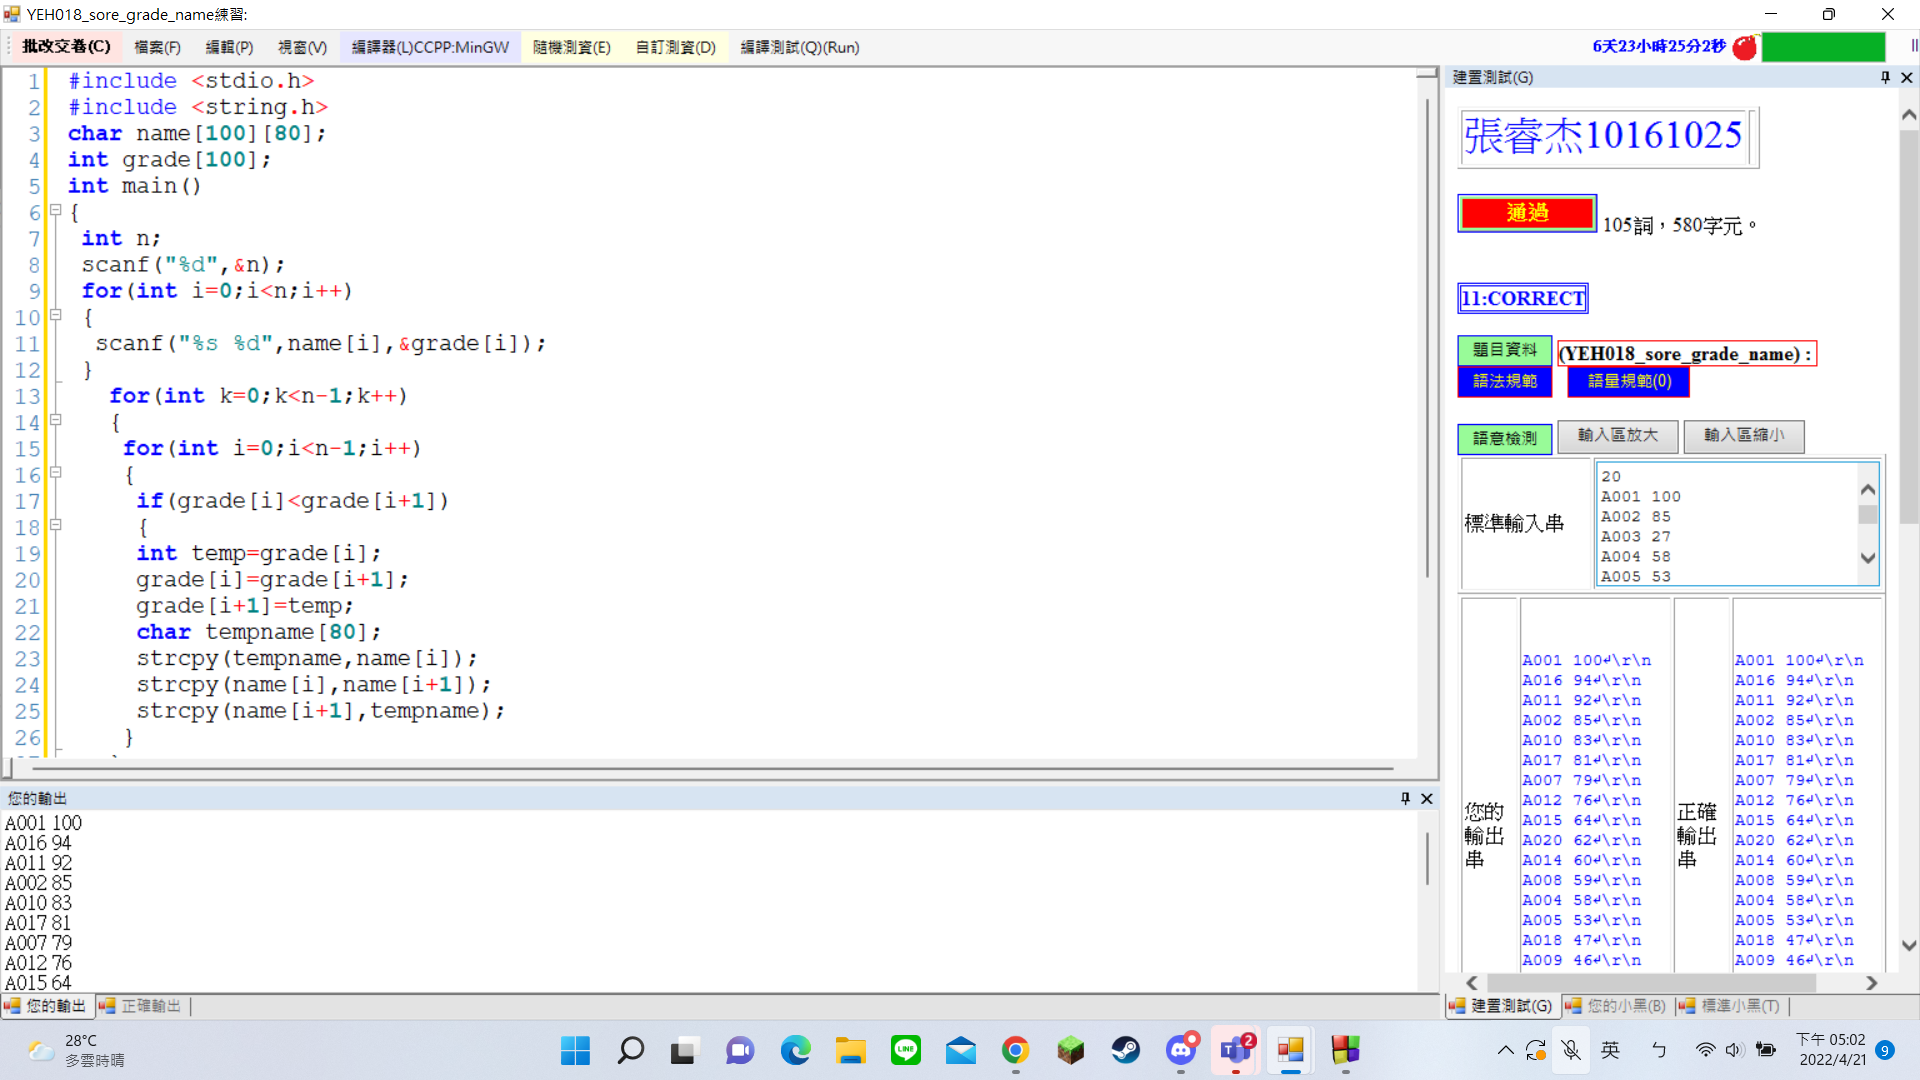 YEH018_sore_grade_name練習:
批改交卷(C) 檔案(F) 編輯(P) 視窗(V) 編譯器(L)CCPP:MinGW 隨機測資(E) 自訂測資(D) 編譯測試(Q)(Run) 6天23小時25分2秒
1 #include <stdio.h>
2 #include <string.h>
3 char name[100][80];
4 int grade[100];
5 int main()
6 {
7 int n;
8 scanf("%d",&n);
9 for(int i=0;i<n;i++)
10 {
11 scanf("%s %d",name[i],&grade[i]);
12 }
13 for(int k=0;k<n-1;k++)
14 {
15 for(int i=0;i<n-1;i++)
16 {
17 if(grade[i]<grade[i+1])
18 {
19 int temp=grade[i];
20 grade[i]=grade[i+1];
21 grade[i+1]=temp;
22 char tempname[80];
23 strcpy(tempname,name[i]);
24 strcpy(name[i],name[i+1]);
25 strcpy(name[i+1],tempname);
26 }
您的輸出
A001 100
A016 94
A011 92
A002 85
A010 83
A017 81
A007 79
A012 76
A015 64
您的輸出 正確輸出
建置測試(G)
張睿杰10161025
通過 105詞，580字元。
11:CORRECT
題目資料 (YEH018_sore_grade_name) :
語法規範 語量規範(0)
語意檢測 輸入區放大 輸入區縮小
標準輸入串
20
A001 100
A002 85
A003 27
A004 58
A005 53
您的輸出串
A001 100↵\r\n
A016 94↵\r\n
A011 92↵\r\n
A002 85↵\r\n
A010 83↵\r\n
A017 81↵\r\n
A007 79↵\r\n
A012 76↵\r\n
A015 64↵\r\n
A020 62↵\r\n
A014 60↵\r\n
A008 59↵\r\n
A004 58↵\r\n
A005 53↵\r\n
A018 47↵\r\n
A009 46↵\r\n
正確輸出串
A001 100↵\r\n
A016 94↵\r\n
A011 92↵\r\n
A002 85↵\r\n
A010 83↵\r\n
A017 81↵\r\n
A007 79↵\r\n
A012 76↵\r\n
A015 64↵\r\n
A020 62↵\r\n
A014 60↵\r\n
A008 59↵\r\n
A004 58↵\r\n
A005 53↵\r\n
A018 47↵\r\n
A009 46↵\r\n
建置測試(G) 您的小黑(B) 標準小黑(T)
28°C
多雲時晴
LINE
2
英 ㄅ
下午 05:02
2022/4/21
9